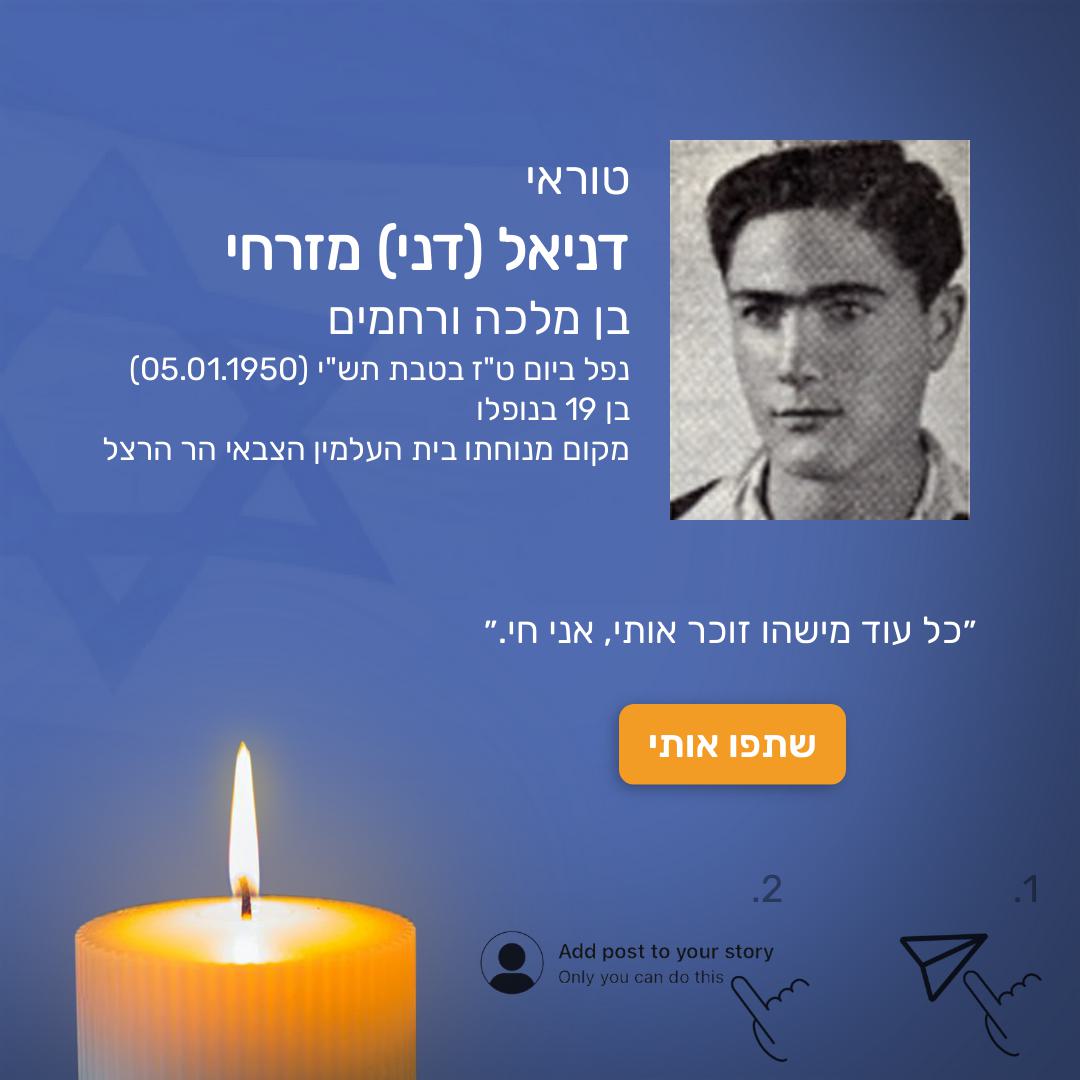 טוראי
דניאל (דני) מזרחי
בן מלכה ורחמים
נפל ביום ט"ז בטבת תש"י (05.01.1950)
בן 19 בנופלו
מקום מנוחתו בית העלמין הצבאי הר הרצל
״כל עוד מישהו זוכר אותי, אני חי.״
שתפו אותי
.1
.2
Add post to your story
Only you can do this